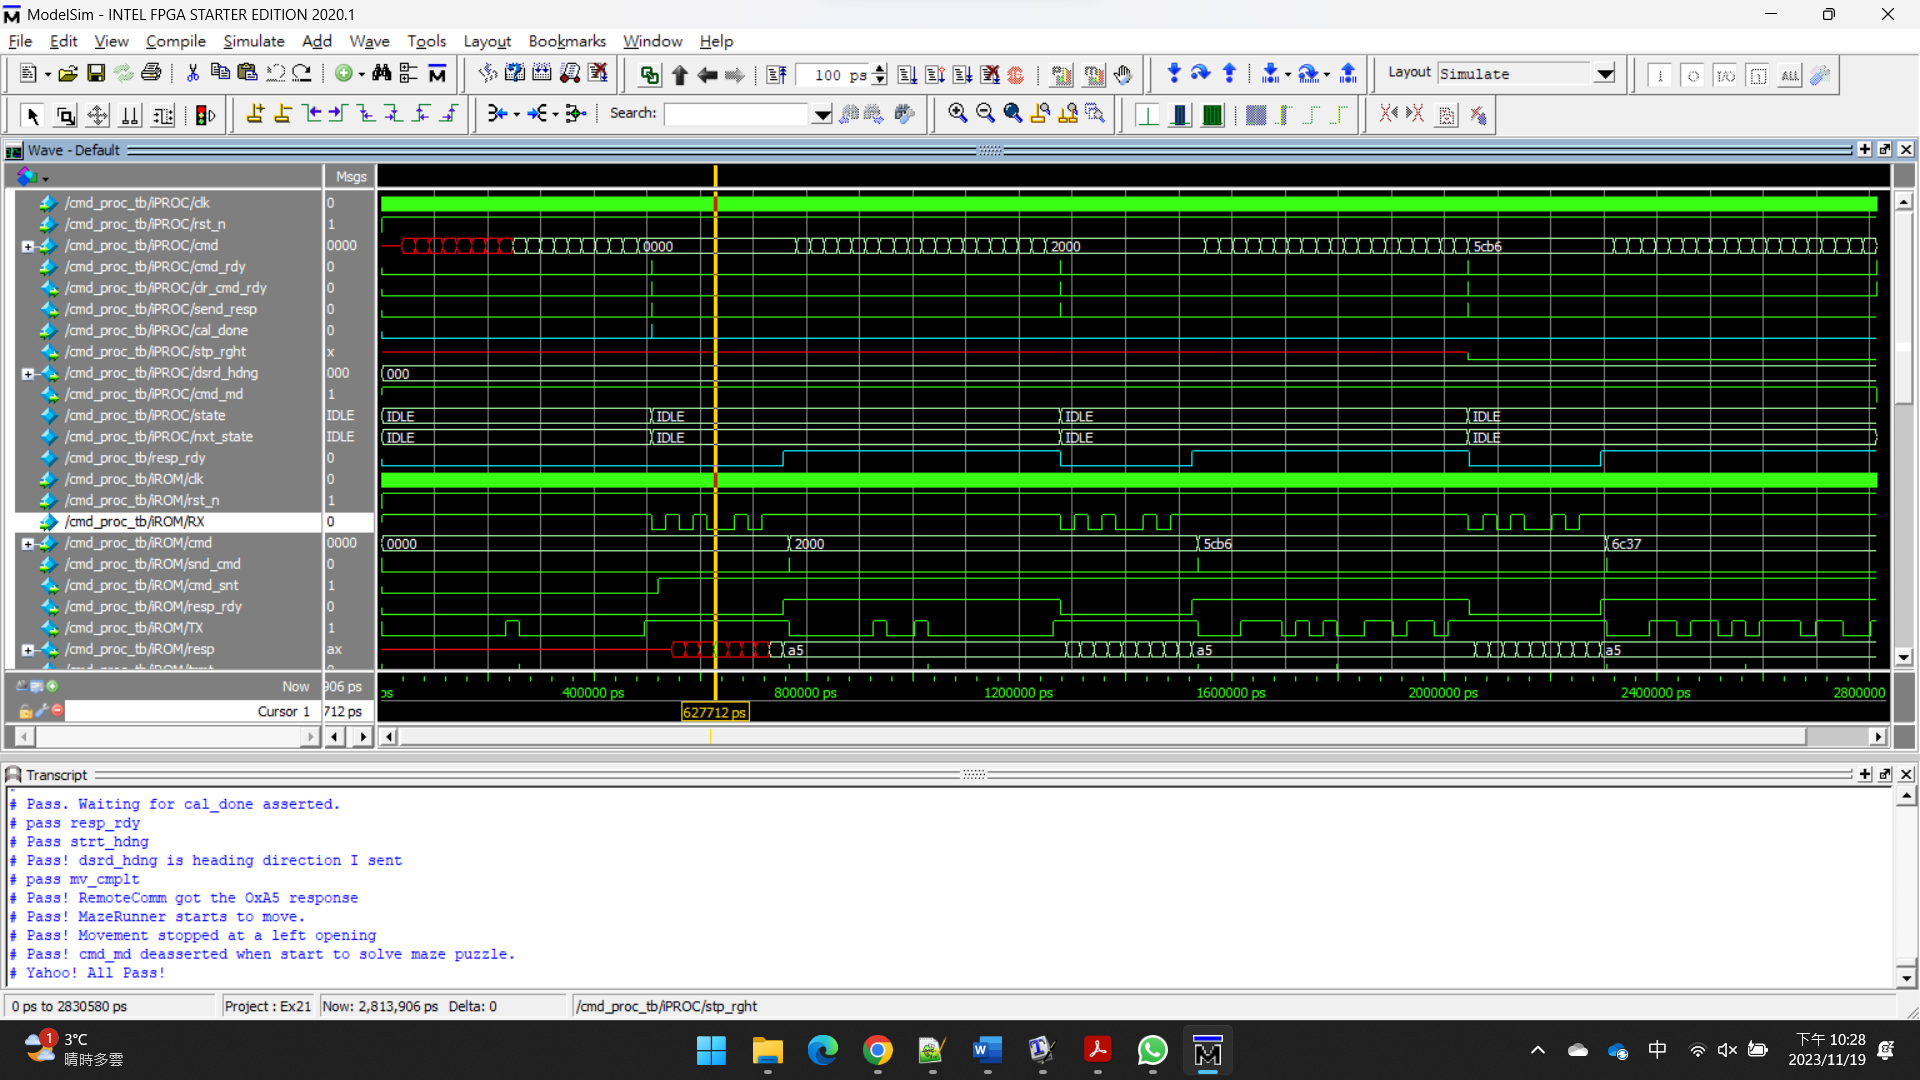 ModelSim - INTEL FPGA STARTER EDITION 2020.1
File Edit View Compile Simulate Add Wave Tools Layout Bookmarks Window Help
100 ps
Layout Simulate
ALL
Search:
Wave - Default
Msgs
/cmd_proc_tb/iPROC/clk 0
/cmd_proc_tb/iPROC/rst_n 1
/cmd_proc_tb/iPROC/cmd 0000 0000 2000 5cb6
/cmd_proc_tb/iPROC/cmd_rdy 0
/cmd_proc_tb/iPROC/clr_cmd_rdy 0
/cmd_proc_tb/iPROC/send_resp 0
/cmd_proc_tb/iPROC/cal_done 0
/cmd_proc_tb/iPROC/stp_rght x
/cmd_proc_tb/iPROC/dsrd_hdng 000 000
/cmd_proc_tb/iPROC/cmd_md 1
/cmd_proc_tb/iPROC/state IDLE IDLE IDLE IDLE IDLE
/cmd_proc_tb/iPROC/nxt_state IDLE IDLE IDLE IDLE IDLE
/cmd_proc_tb/resp_rdy 0
/cmd_proc_tb/iROM/clk 0
/cmd_proc_tb/iROM/rst_n 1
/cmd_proc_tb/iROM/RX 0
/cmd_proc_tb/iROM/cmd 0000 0000 2000 5cb6 6c37
/cmd_proc_tb/iROM/snd_cmd 0
/cmd_proc_tb/iROM/cmd_snt 1
/cmd_proc_tb/iROM/resp_rdy 0
/cmd_proc_tb/iROM/TX 1
/cmd_proc_tb/iROM/resp ax a5 a5 a5
Now 906 ps ps 400000 ps 800000 ps 1200000 ps 1600000 ps 2000000 ps 2400000 ps 2800000
Cursor 1 712 ps 627712 ps
Transcript
# Pass. Waiting for cal_done asserted.
# pass resp_rdy
# Pass strt_hdng
# Pass! dsrd_hdng is heading direction I sent
# pass mv_cmplt
# Pass! RemoteComm got the 0xA5 response
# Pass! MazeRunner starts to move.
# Pass! Movement stopped at a left opening
# Pass! cmd_md deasserted when start to solve maze puzzle.
# Yahoo! All Pass!
0 ps to 2830580 ps Project : Ex21 Now: 2,813,906 ps Delta: 0 /cmd_proc_tb/iPROC/stp_rght
1
3°C
晴時多雲
中
下午 10:28
2023/11/19